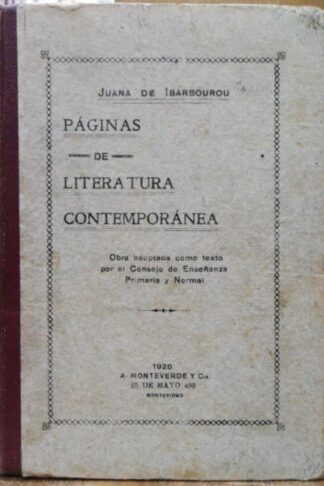 JUANA DE IBARBOUROU
PÁGINAS
DE
LITERATURA
CONTEMPORÁNEA
Obra adoptada como texto
por el Consejo de Enseñanza
Primaria y Normal
1926
A. MONTEVERDE Y Cía.
25 DE MAYO 499
MONTEVIDEO